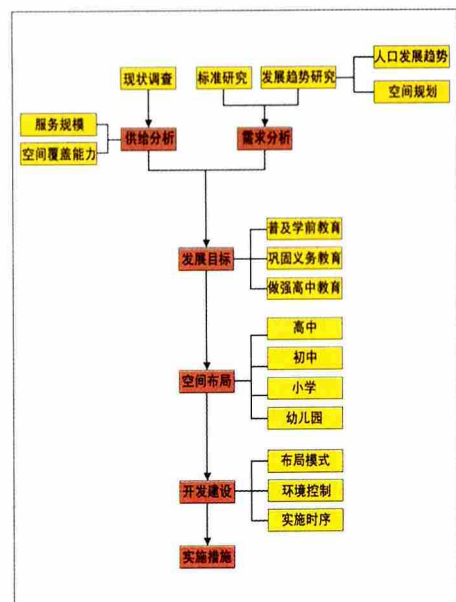 人口发展趋势
现状调查
标准研究
发展趋势研究
空间规划
服务规模
供给分析
需求分析
空间覆盖能力
普及学前教育
发展目标
巩固义务教育
做强高中教育
高中
初中
空间布局
小学
幼儿园
布局模式
开发建设
环境控制
实施时序
实施措施